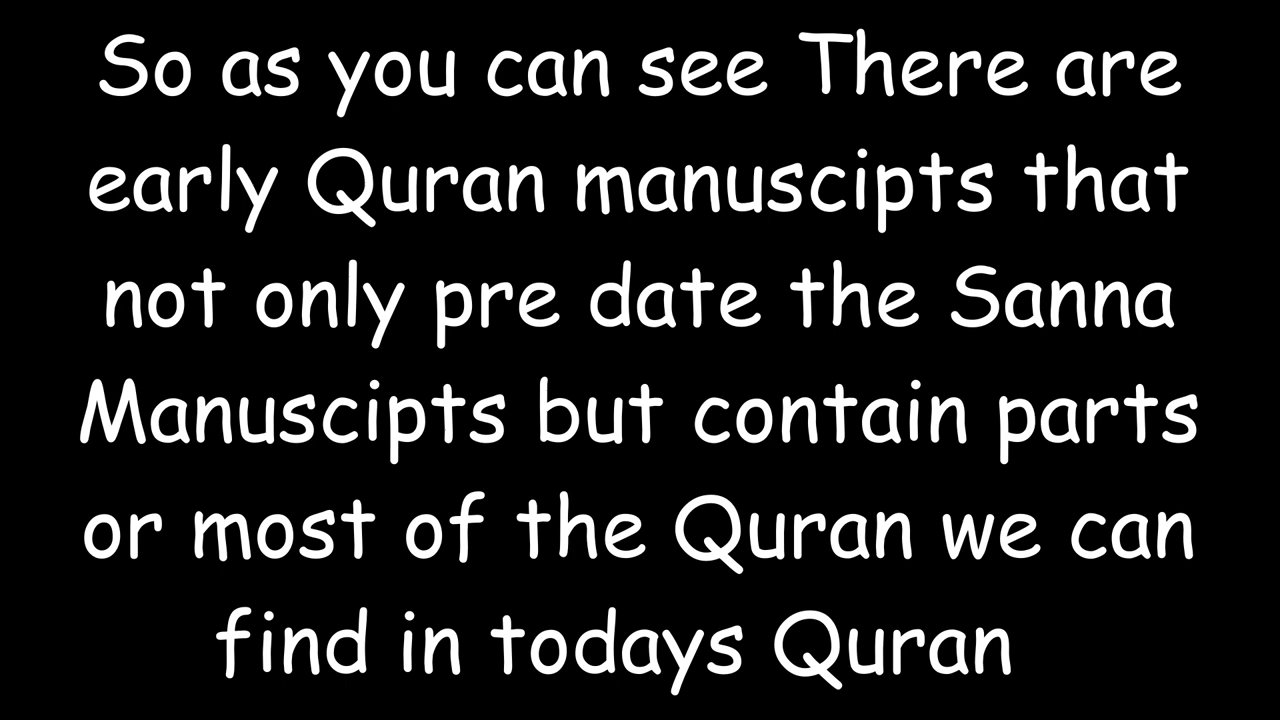 So as you can see There are
early Quran manuscipts that
not only pre date the Sanna
Manuscipts but contain parts
or most of the Quran we can
find in todays Quran